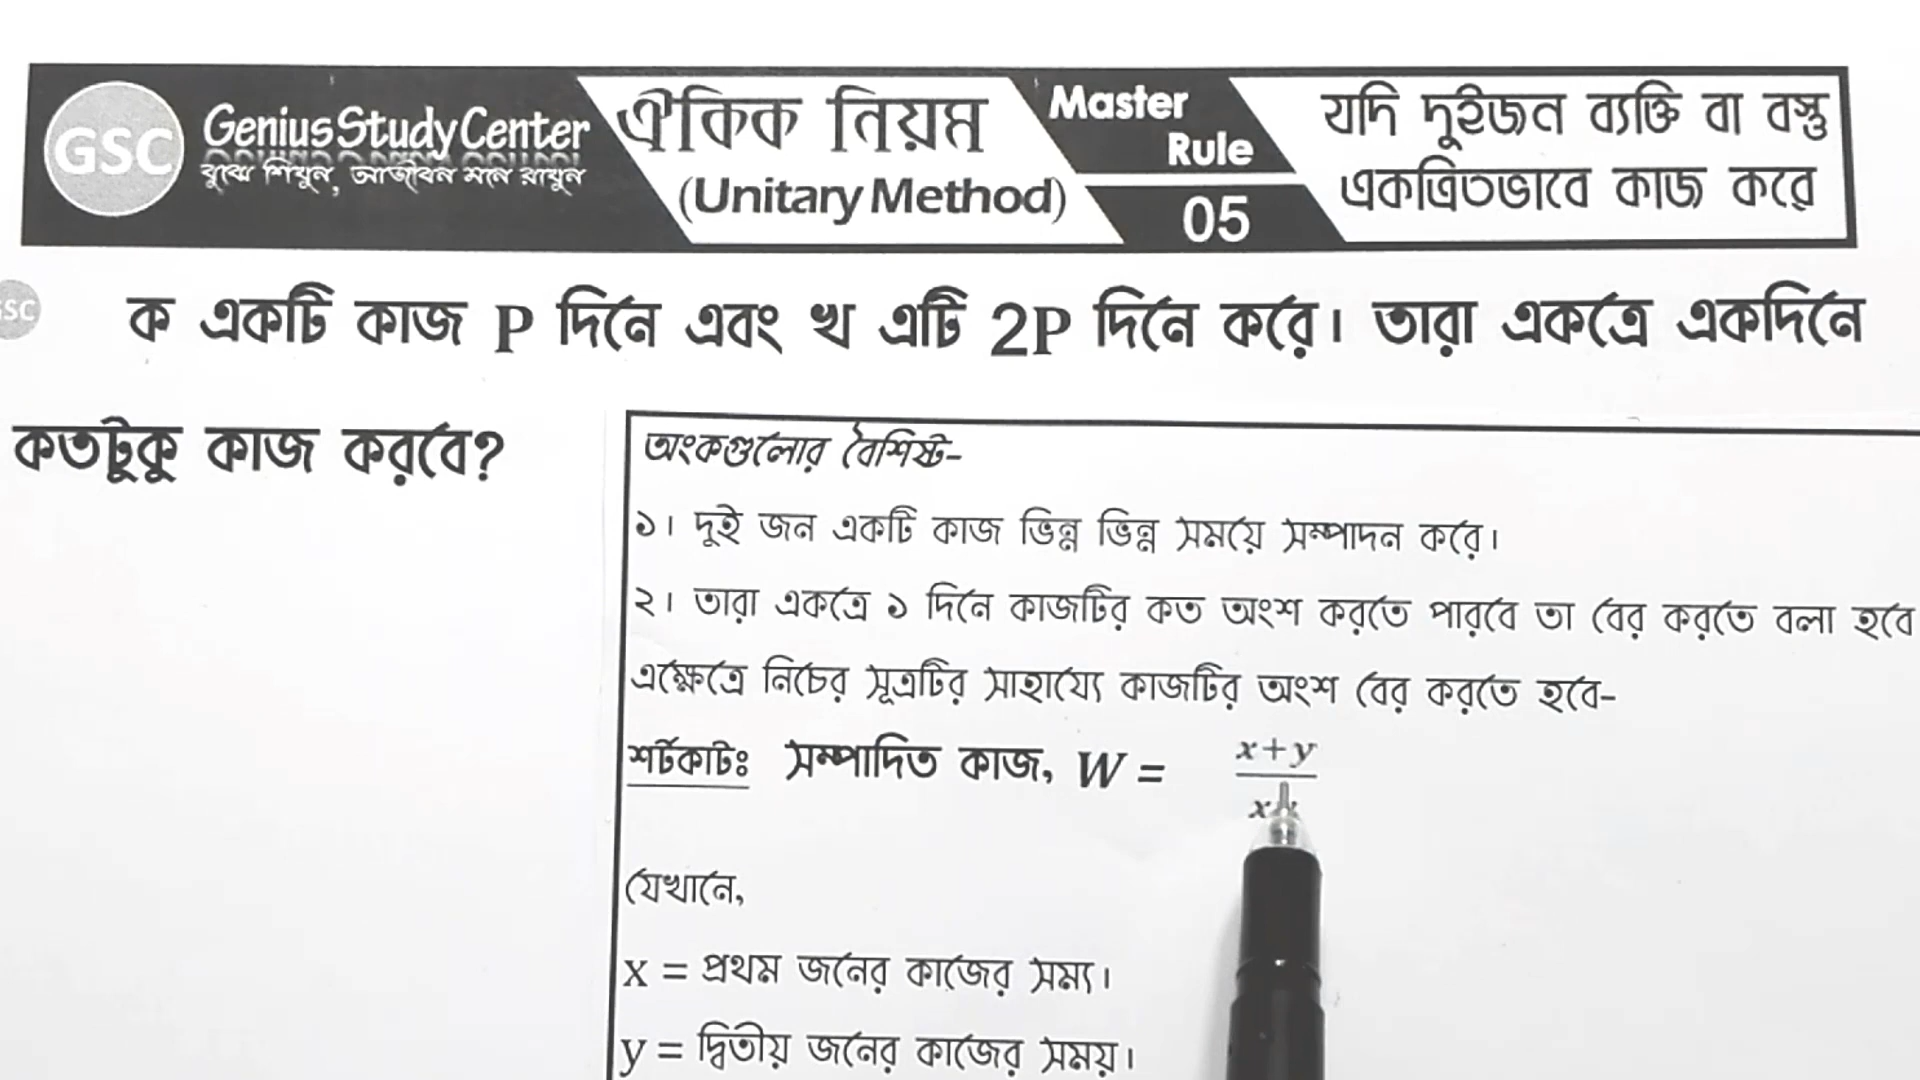 GSC
Genius Study Center
বুঝে শিখুন, আজীবন মনে রাখুন
ঐকিক নিয়ম
(Unitary Method)
Master
Rule
05
যদি দুইজন ব্যক্তি বা বস্তু
একত্রিতভাবে কাজ করে
GSC
ক একটি কাজ P দিনে এবং খ এটি 2P দিনে করে। তারা একত্রে একদিনে
কতটুকু কাজ করবে?
অংকগুলোর বৈশিষ্ট-
১। দুই জন একটি কাজ ভিন্ন ভিন্ন সময়ে সম্পাদন করে।
২। তারা একত্রে ১ দিনে কাজটির কত অংশ করতে পারবে তা বের করতে বলা হবে
এক্ষেত্রে নিচের সূত্রটির সাহায্যে কাজটির অংশ বের করতে হবে-
শর্টকাটঃ সম্পাদিত কাজ, W =
x+y
x
যেখানে,
x = প্রথম জনের কাজের সম্য।
y = দ্বিতীয় জনের কাজের সময়।